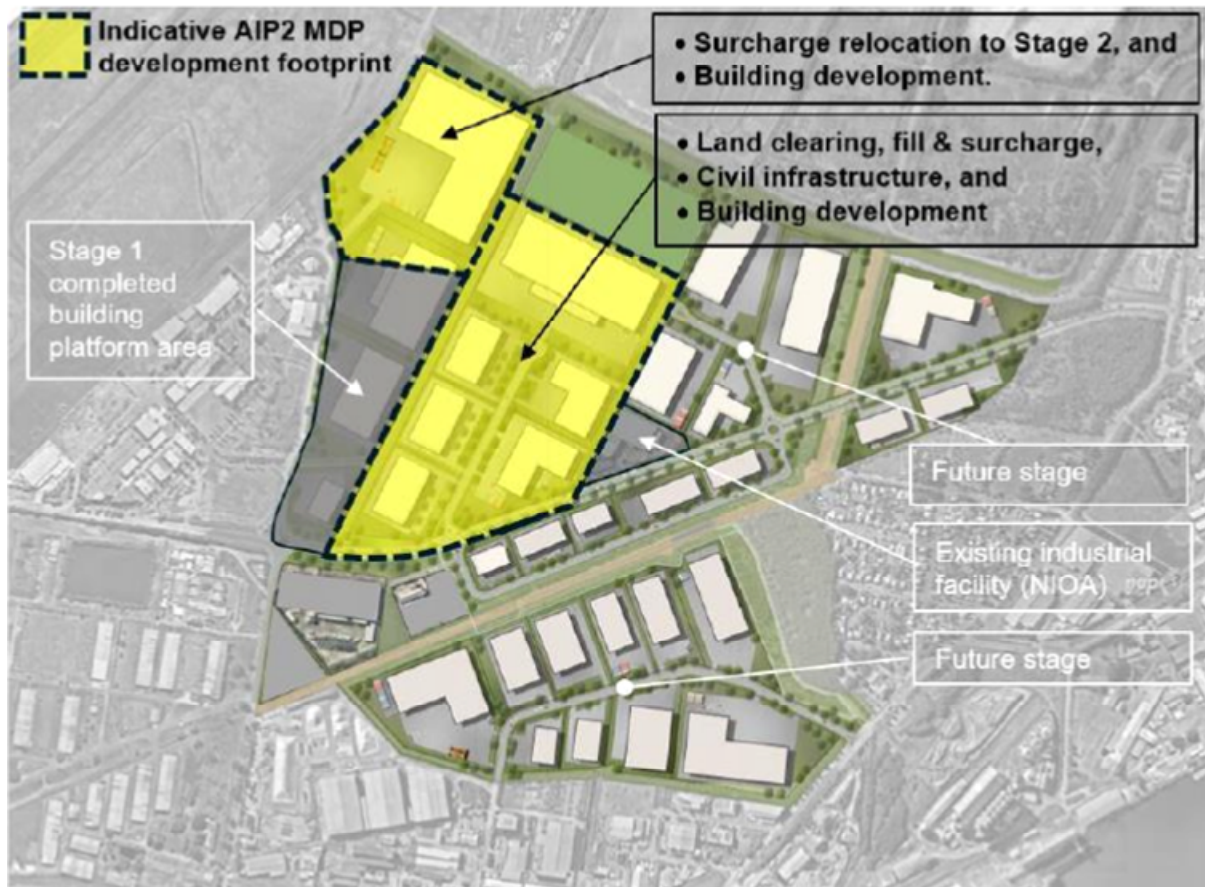 Indicative AIP2 MDP
development footprint
• Surcharge relocation to Stage 2, and
• Building development.
• Land clearing, fill & surcharge,
• Civil infrastructure, and
• Building development
Stage 1
completed
building
platform area
Future stage
Existing industrial
facility (NIOA)
Future stage